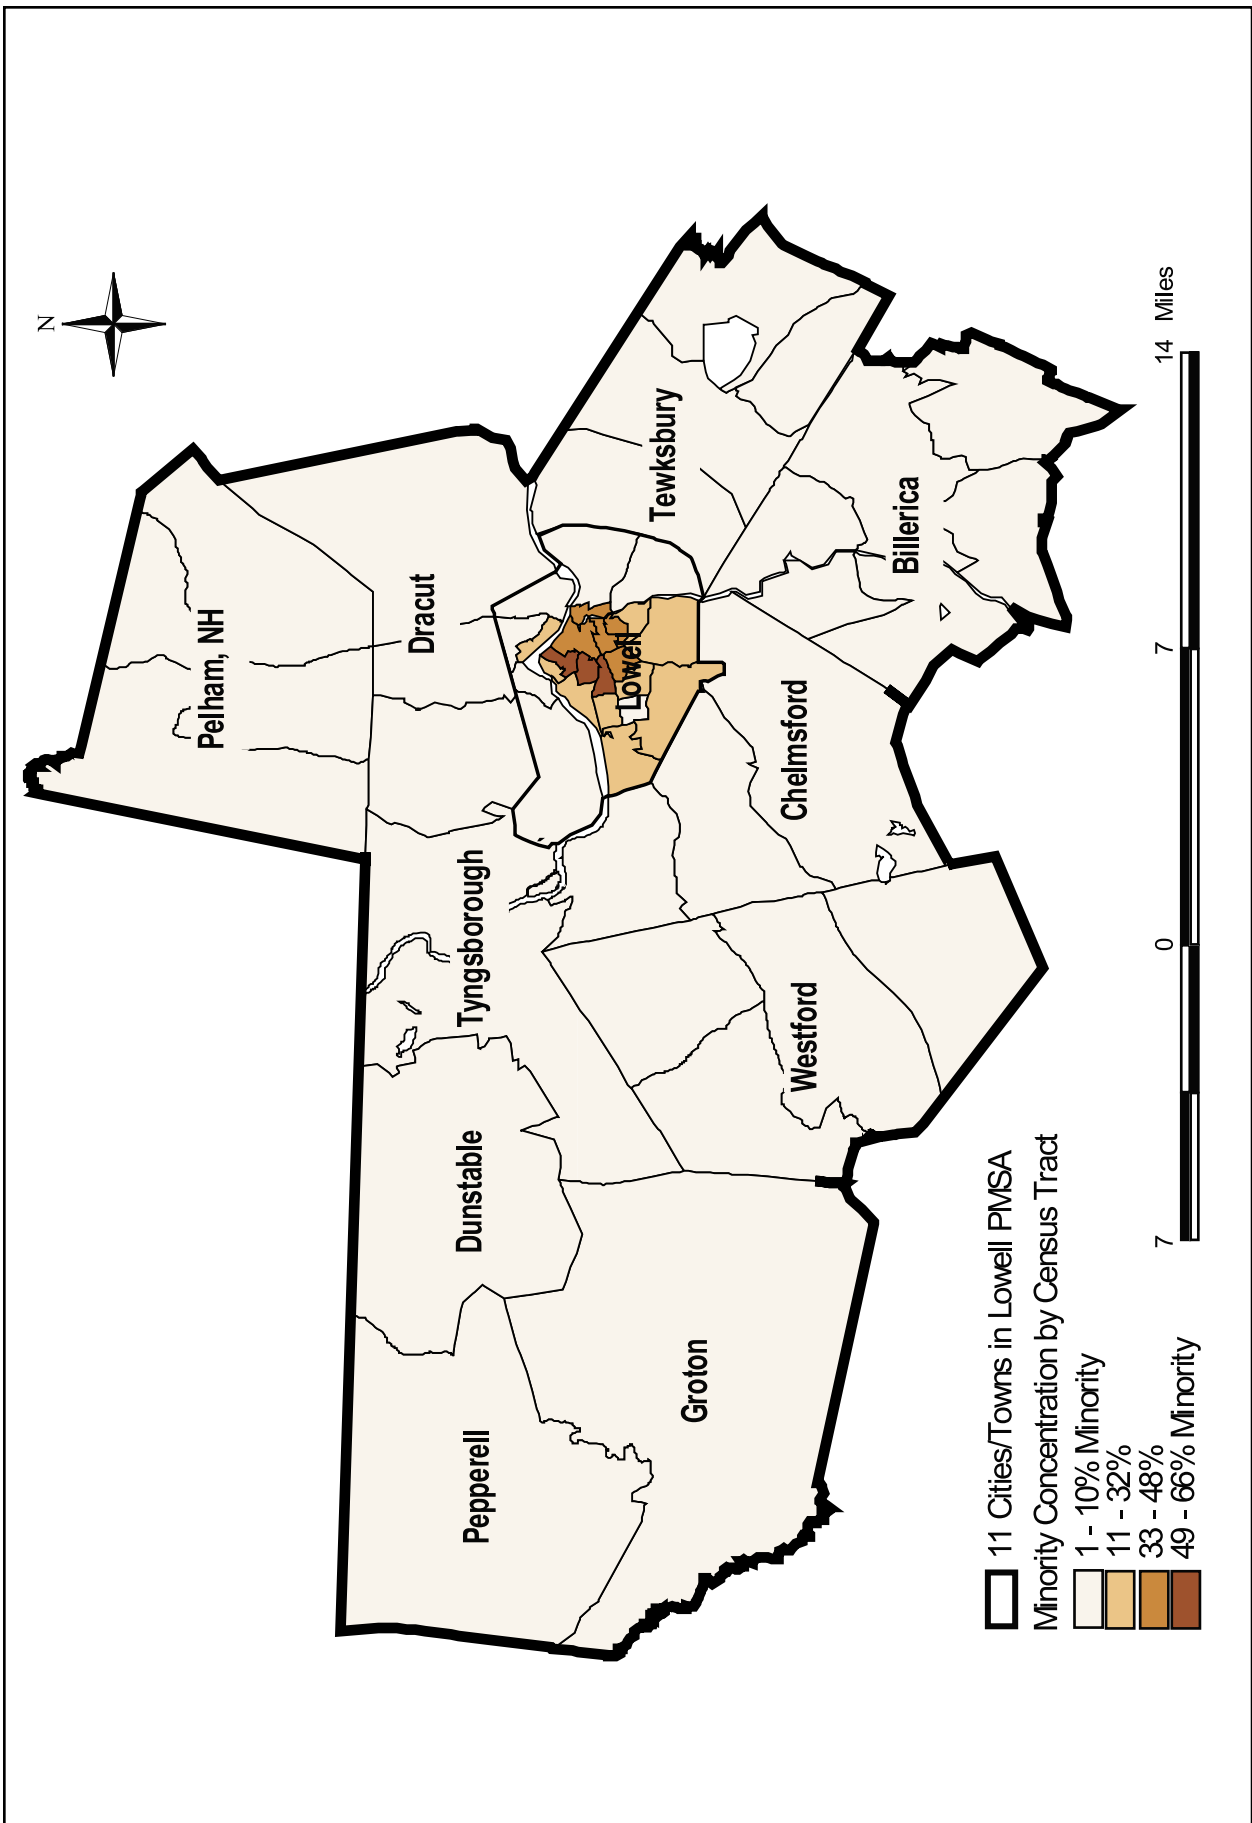 N
Pelham, NH
Dracut
Tyngsborough
Dunstable
Pepperell
Tewksbury
Lowell
Groton
Chelmsford
Westford
Billerica
11 Cities/Towns in Lowell PMSA
Minority Concentration by Census Tract
1 - 10% Minority
11 - 32%
33 - 48%
49 - 66% Minority
7 0 7 14 Miles